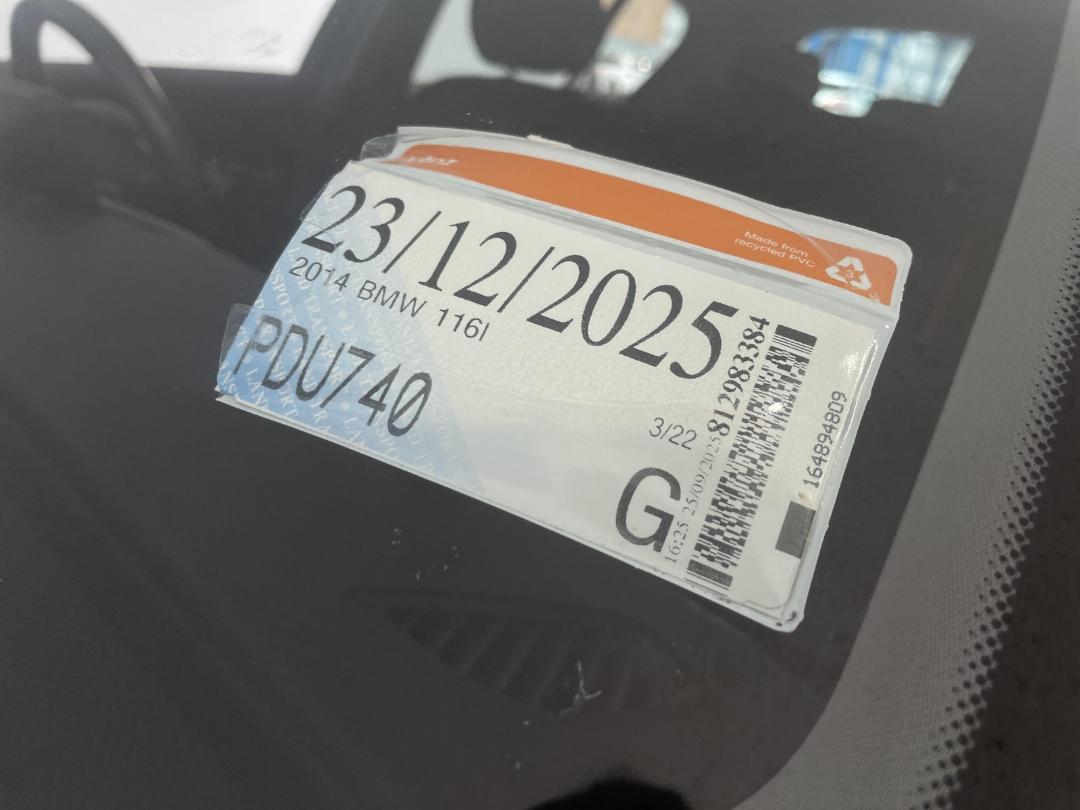 Made from
recycled PVC
3
23/12/2025
2014 BMW 116I
PDU740
3/22
G
16:25 25/09/2025
812983384
164894809